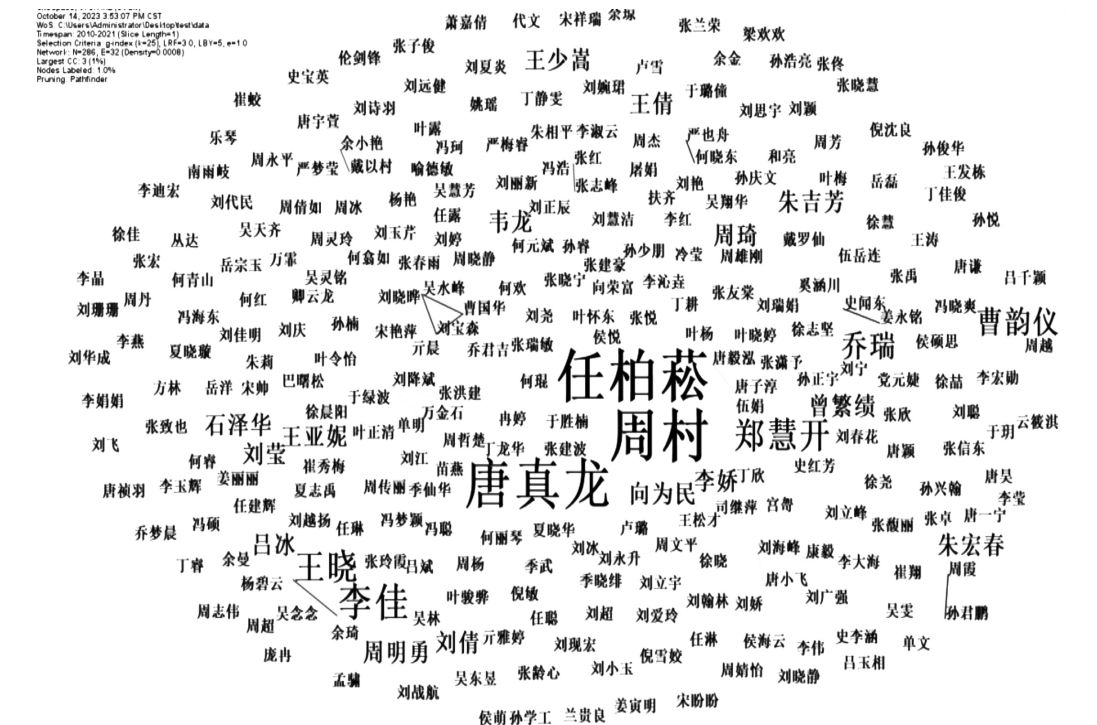 October 14, 2023 3:53:07 PM CST
WoS: C:\Users\Administrator\Desktop\test\data
Timespan: 2010-2021 (Slice Length=1)
Selection Criteria: g-index (k=25), LRF=3.0, LBY=5, e=1.0
Network: N=286, E=32 (Density=0.0008)
Largest CC: 3 (1%)
Nodes Labeled: 1.0%
Pruning: Pathfinder
萧嘉倩 代文 宋祥瑞 余琼
张兰荣 梁欢欢
伦剑锋 张子俊 刘夏炎 王少嵩 卢雪 余金 孙浩亮 张佟
史宝英 刘远健 姚瑶 丁静雯 刘婉珺 王倩 于璐僮 张晓慧
崔蛟 刘诗羽 刘思宇 刘颖
唐宇萱 叶露 朱相平 李淑云 严也舟 倪沈良
乐琴 余小艳 冯珂 严梅睿 周杰 周芳 孙俊华
周永平 严梦莹 戴以村 喻德敏 冯浩 张红 何晓东 和亮
南雨岐 屠娟 王发栋
李迪宏 杨艳 吴慧芳 刘丽新 张志峰 刘艳 孙庆文 叶梅 岳磊 丁佳俊
刘代民 周倩如 周冰 任露 韦龙 刘正辰 扶齐 吴翔华 朱吉芳
刘慧洁 李红 徐慧 孙悦
徐佳 丛达 吴天齐 周灵玲 刘玉芹 刘婷 何元斌 孙睿 周琦 戴罗仙 王涛
张宏 岳宗玉 万霏 何翕如 张春雨 周晓静 孙少朋 冷莹 周雄刚 伍岳连
李晶 何青山 吴灵铭 张建豪 张禹 唐谦 吕千颖
刘珊珊 周丹 何红 卿云龙 刘晓晔 吴水峰 何欢 张晓宁 向荣富 李沁垚 张友棠 奚涵川
冯海东 曹国华 丁耕 刘瑞娟 史闻东 冯晓爽
李燕 刘佳明 刘庆 孙楠 宋艳萍 刘宝森 刘尧 叶怀东 张悦 姜永铭 曹韵仪
刘华成 夏晓璇 朱莉 叶令怡 亓晨 乔君吉 张瑞敏 侯悦 叶杨 叶晓婷 徐志坚 乔瑞 侯硕思 周越
任柏菘 唐毅泓 张潇予 刘宁
李娟娟 方林 岳洋 宋帅 巴曙松 刘降斌 何琨 唐子淳 孙正宇 党元婕 徐喆 李宏勋
于绿波 张洪建 伍娟 曾繁绩 张欣 刘聪
张致也 石泽华 徐晨阳 万金石 冉婷 于胜楠 周村 云筱淇
刘飞 王亚妮 叶正清 单明 周哲楚 郑慧开 刘春花 于玥
刘莹 丁龙华 张建波 唐颖 张信东
何睿 崔秀梅 刘江 苗燕 唐真龙 李娇 丁欣 史红芳
唐祯羽 李玉辉 姜丽丽 夏志禹 周传丽 季仙华 向为民 徐尧 孙兴翰 唐昊
任建辉 司继萍 宫哿 李莹
乔梦晨 冯硕 刘越扬 任琳 冯梦颖 冯聪 夏晓华 卢璐 王松才 刘立峰 张馥丽 张卓 唐一宁
吕冰 何丽琴 刘冰 周文平 刘海峰 康毅 朱宏春
丁睿 余曼 王晓 张玲霞 吕斌 周杨 季武 刘永升 徐晓 李大海 周霞
杨碧云 李佳 叶骏骅 倪敏 季晓绯 刘立宇 唐小飞 崔翔
周志伟 吴念念 吴林 任聪 刘超 刘爱玲 刘翰林 刘娇 刘广强 吴雯 孙君鹏
周超 余琦
庞冉 周明勇 刘倩 亓雅婷 刘现宏 任淋 侯海云 李伟 史李涵 单文
倪雪姣 吕玉相
孟骕 吴东昱 张龄心 刘小玉 周婧怡 刘晓静
刘战航 姜寅明 宋盼盼
侯萌 孙学工 兰贵良